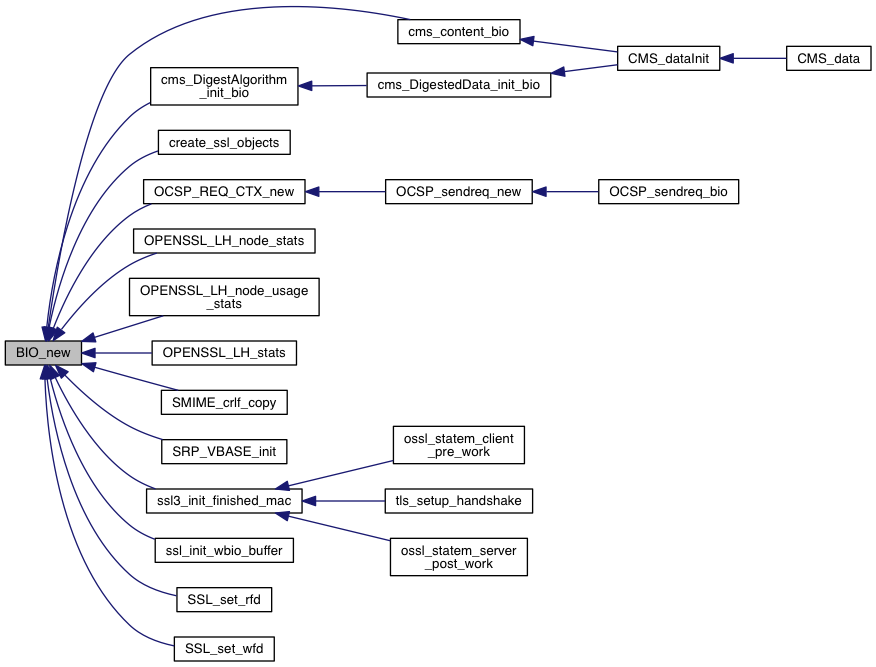 cms_content_bio
CMS_dataInit
CMS_data
cms_DigestAlgorithm
_init_bio
cms_DigestedData_init_bio
create_ssl_objects
OCSP_REQ_CTX_new
OCSP_sendreq_new
OCSP_sendreq_bio
OPENSSL_LH_node_stats
OPENSSL_LH_node_usage
_stats
BIO_new
OPENSSL_LH_stats
SMIME_crlf_copy
SRP_VBASE_init
ossl_statem_client
_pre_work
ssl3_init_finished_mac
tls_setup_handshake
ssl_init_wbio_buffer
ossl_statem_server
_post_work
SSL_set_rfd
SSL_set_wfd